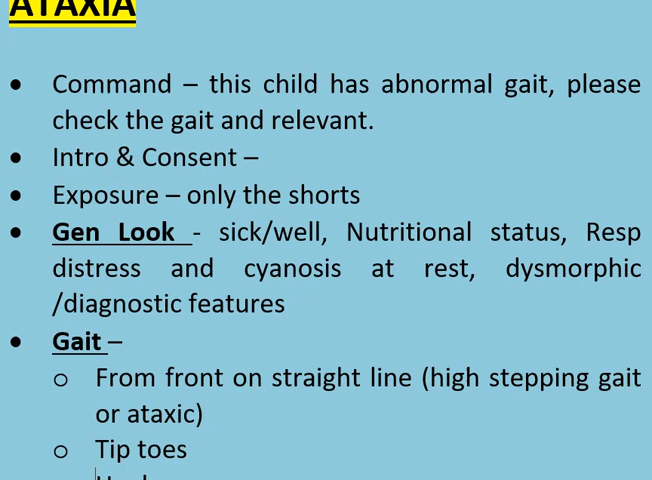 ATAXIA
• Command – this child has abnormal gait, please
check the gait and relevant.
• Intro & Consent –
• Exposure – only the shorts
• Gen Look - sick/well, Nutritional status, Resp
distress and cyanosis at rest, dysmorphic
/diagnostic features
• Gait –
o From front on straight line (high stepping gait
or ataxic)
o Tip toes